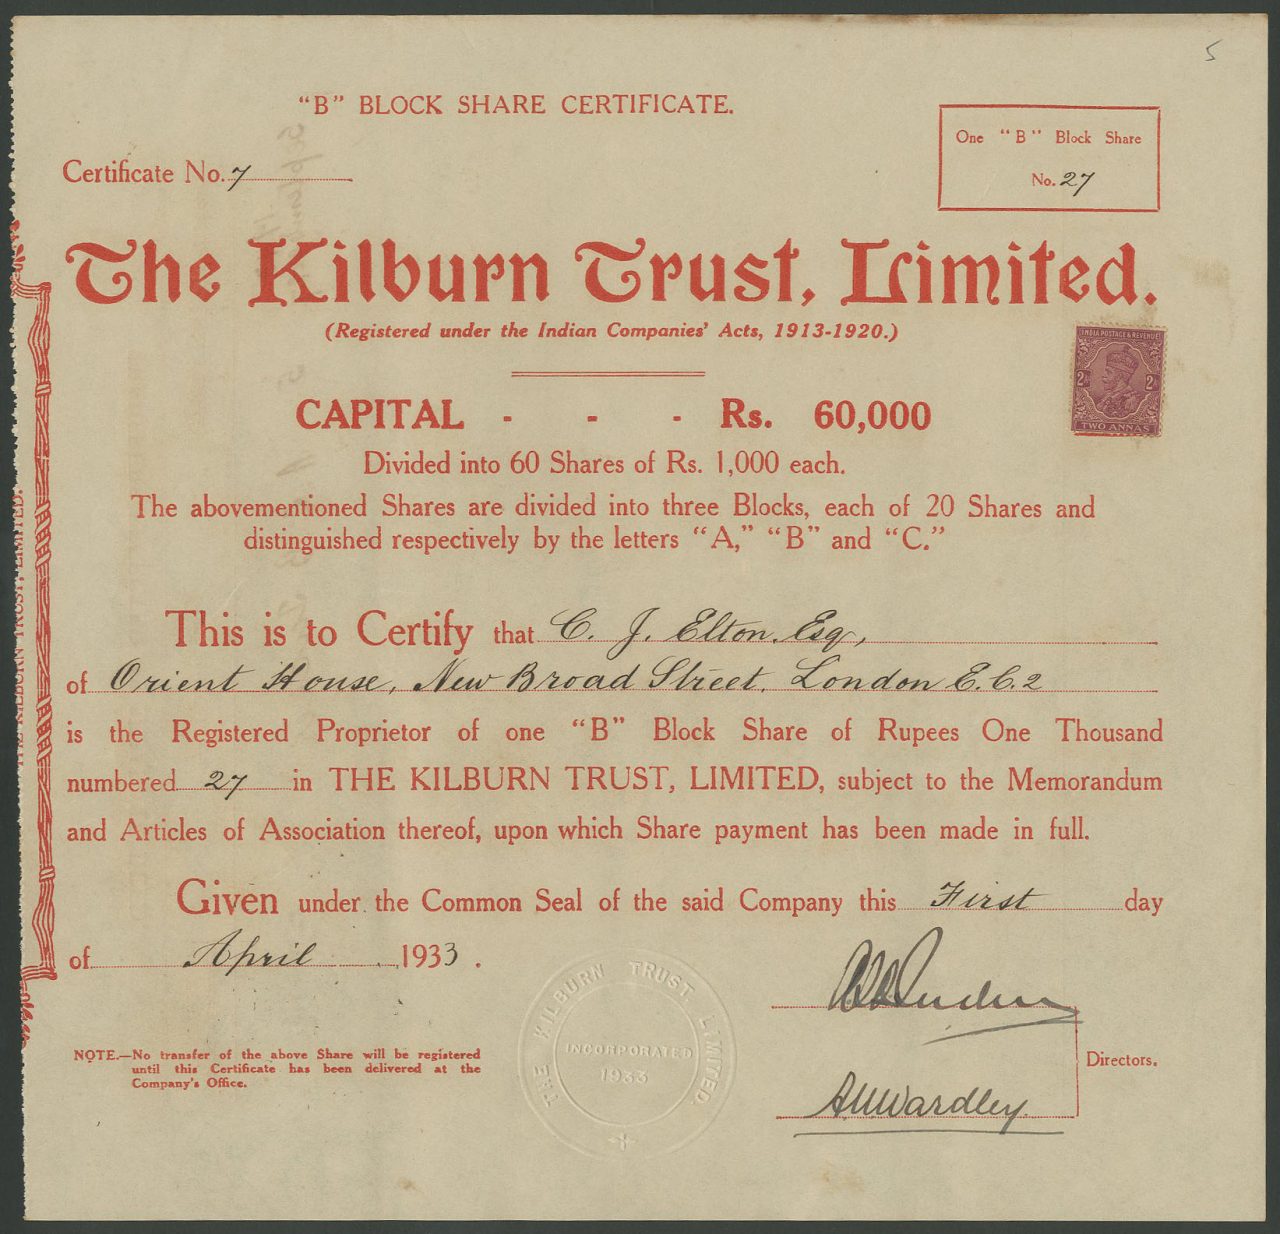 5
"B" BLOCK SHARE CERTIFICATE.
One "B" Block Share
No. 27
Certificate No. 7
The Kilburn Trust, Limited.
(Registered under the Indian Companies' Acts, 1913-1920.)
INDIA POSTAGE & REVENUE
2 2
TWO ANNAS
CAPITAL - - - Rs. 60,000
Divided into 60 Shares of Rs. 1,000 each.
The abovementioned Shares are divided into three Blocks, each of 20 Shares and
distinguished respectively by the letters "A," "B" and "C."
THE KILBURN TRUST, LIMITED.
This is to Certify that C. J. Elton, Esq,
of Orient House, New Broad Street, London E.C.2
is the Registered Proprietor of one "B" Block Share of Rupees One Thousand
numbered 27 in THE KILBURN TRUST, LIMITED, subject to the Memorandum
and Articles of Association thereof, upon which Share payment has been made in full.
Given under the Common Seal of the said Company this First day
of April 1933.
THE KILBURN TRUST, LIMITED.
INCORPORATED
1933
Directors.
Wardley
NOTE.—No transfer of the above Share will be registered
until this Certificate has been delivered at the
Company's Office.